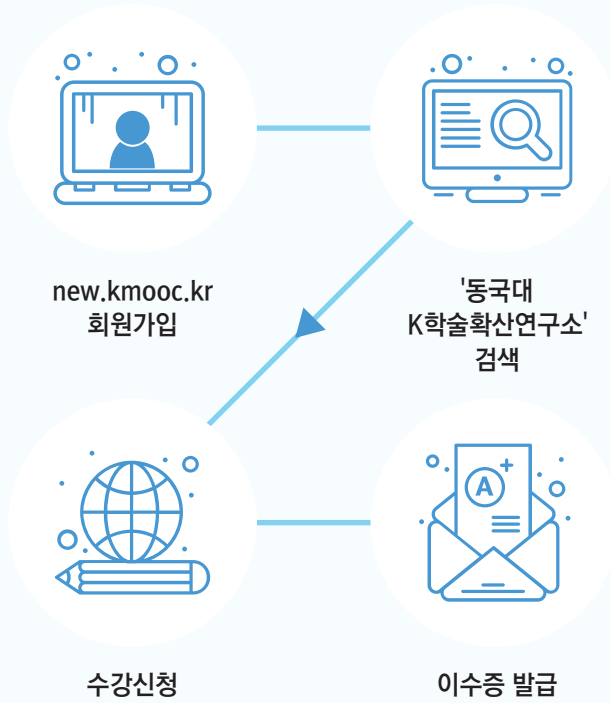 new.kmooc.kr
회원가입
'동국대
K학술확산연구소'
검색
수강신청
A+
이수증 발급